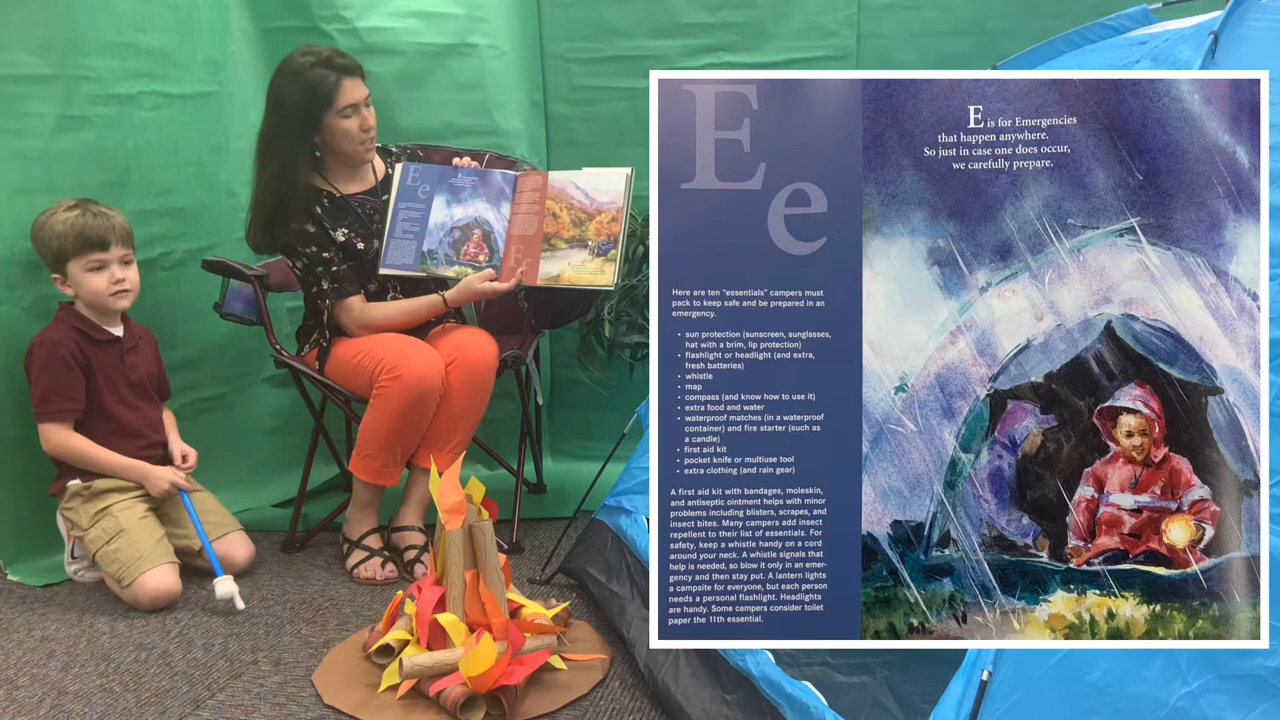 E e
E is for Emergencies
that happen anywhere.
So just in case one does occur,
we carefully prepare.
E
e
Here are ten "essentials" campers must
pack to keep safe and be prepared in an
emergency.
• sun protection (sunscreen, sunglasses,
hat with a brim, lip protection)
• flashlight or headlight (and extra,
fresh batteries)
• whistle
• map
• compass (and know how to use it)
• extra food and water
• waterproof matches (in a waterproof
container) and fire starter (such as
a candle)
• first aid kit
• pocket knife or multiuse tool
• extra clothing (and rain gear)
A first aid kit with bandages, moleskin,
and antiseptic ointment helps with minor
problems including blisters, scrapes, and
insect bites. Many campers add insect
repellent to their list of essentials. For
safety, keep a whistle handy on a cord
around your neck. A whistle signals that
help is needed, so blow it only in an emer-
gency and then stay put. A lantern lights
a campsite for everyone, but each person
needs a personal flashlight. Headlights
are handy. Some campers consider toilet
paper the 11th essential.